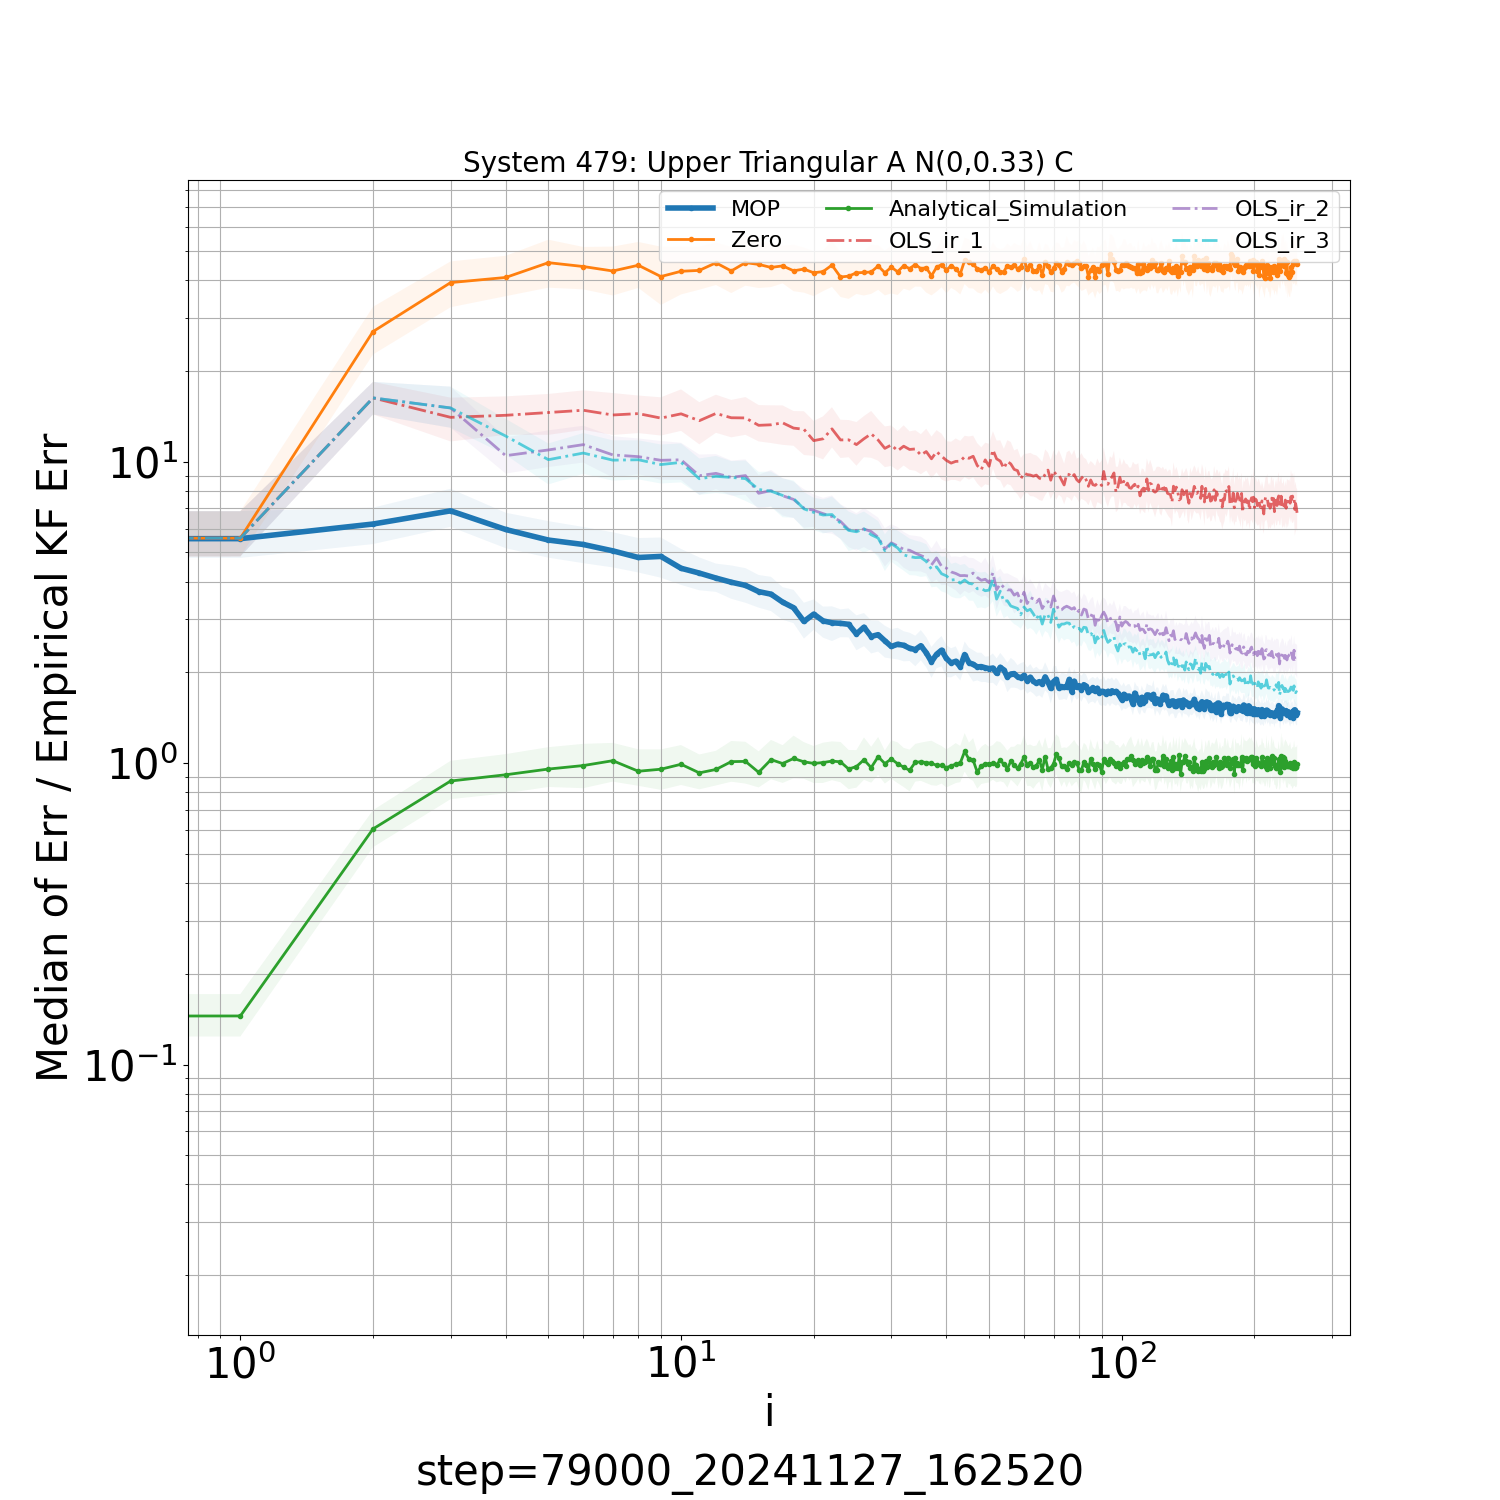 System 479: Upper Triangular A N(0,0.33) C
MOP
Zero
Analytical_Simulation
OLS_ir_1
OLS_ir_2
OLS_ir_3
Median of Err / Empirical KF Err
10¹
10⁰
10⁻¹
10⁰ 10¹ 10²
i
step=79000_20241127_162520